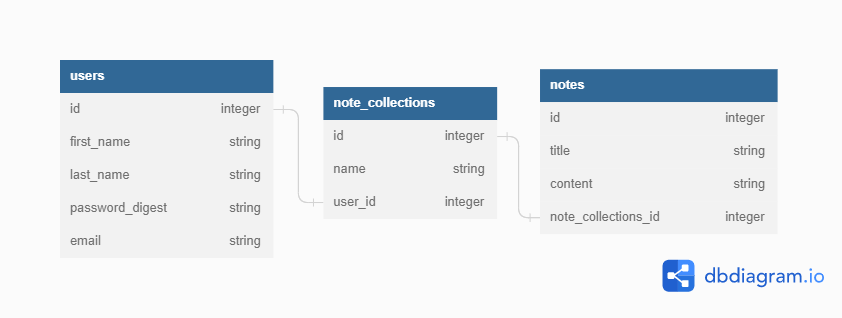 users
id integer
first_name string
last_name string
password_digest string
email string
note_collections
id integer
name string
user_id integer
notes
id integer
title string
content string
note_collections_id integer
dbdiagram.io